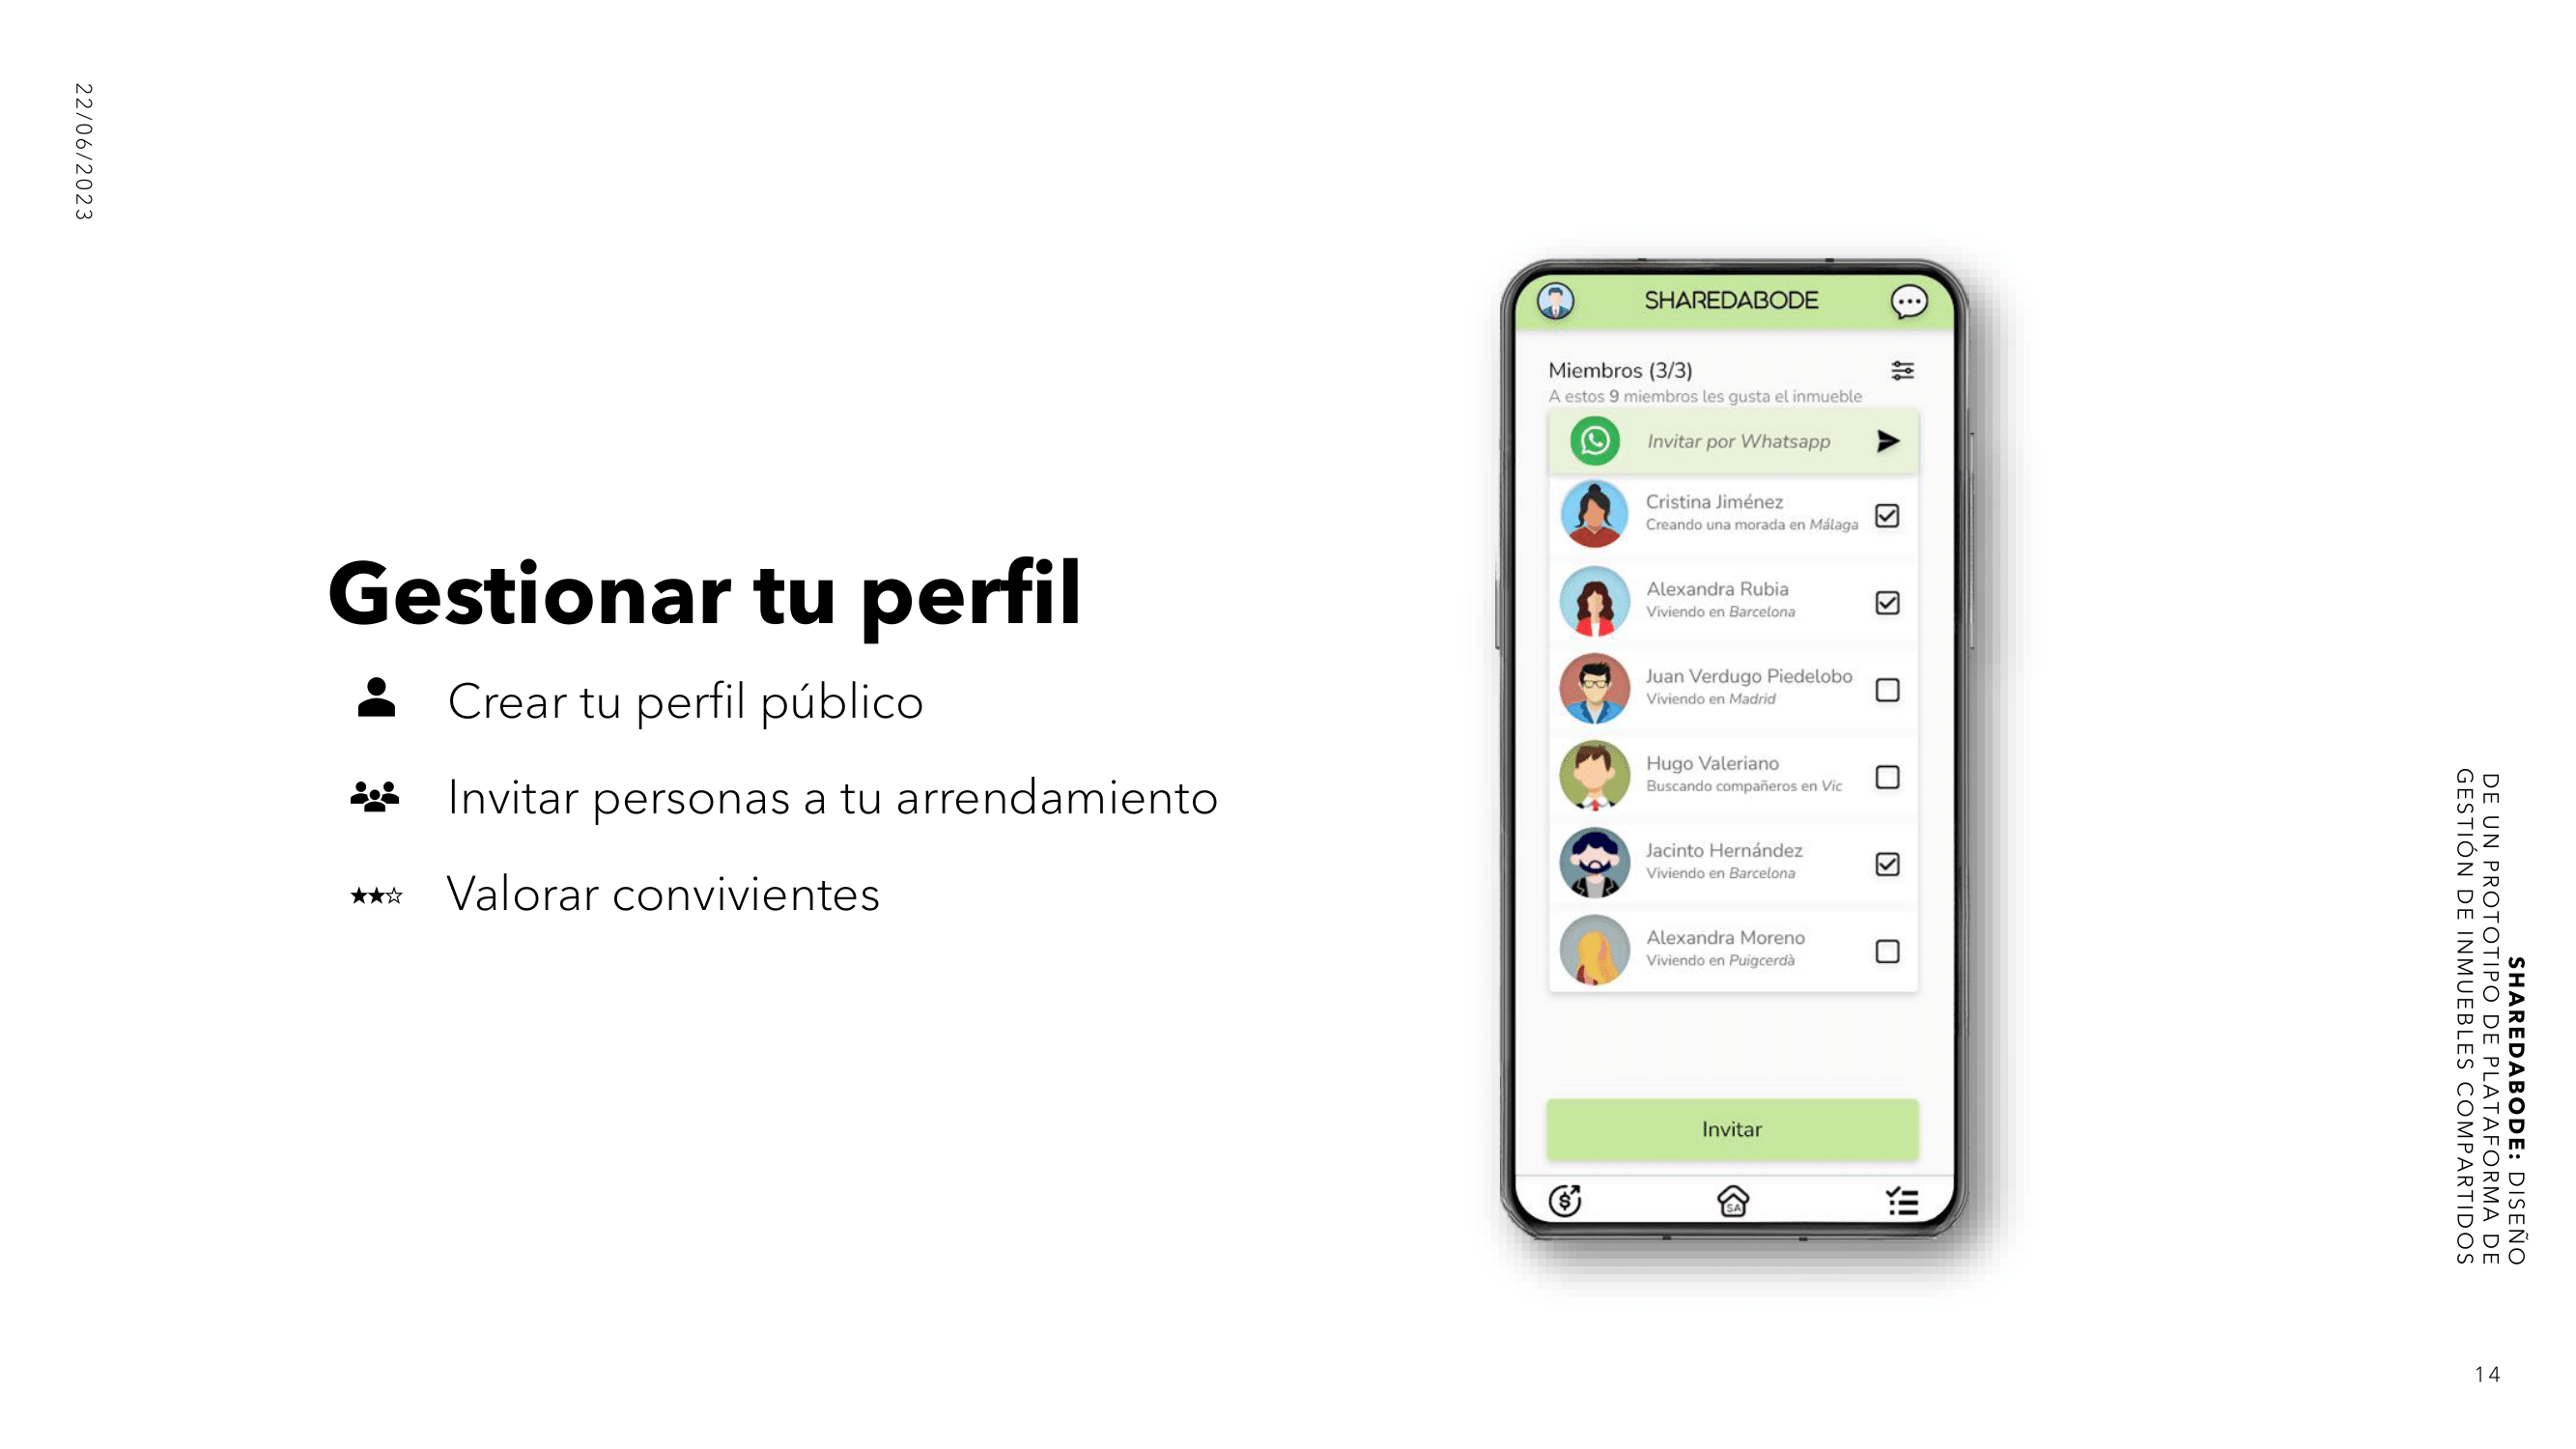 22/06/2023
Gestionar tu perfil
Crear tu perfil público
Invitar personas a tu arrendamiento
Valorar convivientes
SHAREDABODE
Miembros (3/3)
A estos 9 miembros les gusta el inmueble
Invitar por Whatsapp
Cristina Jiménez
Creando una morada en Málaga
Alexandra Rubia
Viviendo en Barcelona
Juan Verdugo Piedelobo
Viviendo en Madrid
Hugo Valeriano
Buscando compañeros en Vic
Jacinto Hernández
Viviendo en Barcelona
Alexandra Moreno
Viviendo en Puigcerdà
Invitar
$
SA
SHAREDABODE: DISEÑO
DE UN PROTOTIPO DE PLATAFORMA DE
GESTIÓN DE INMUEBLES COMPARTIDOS
14